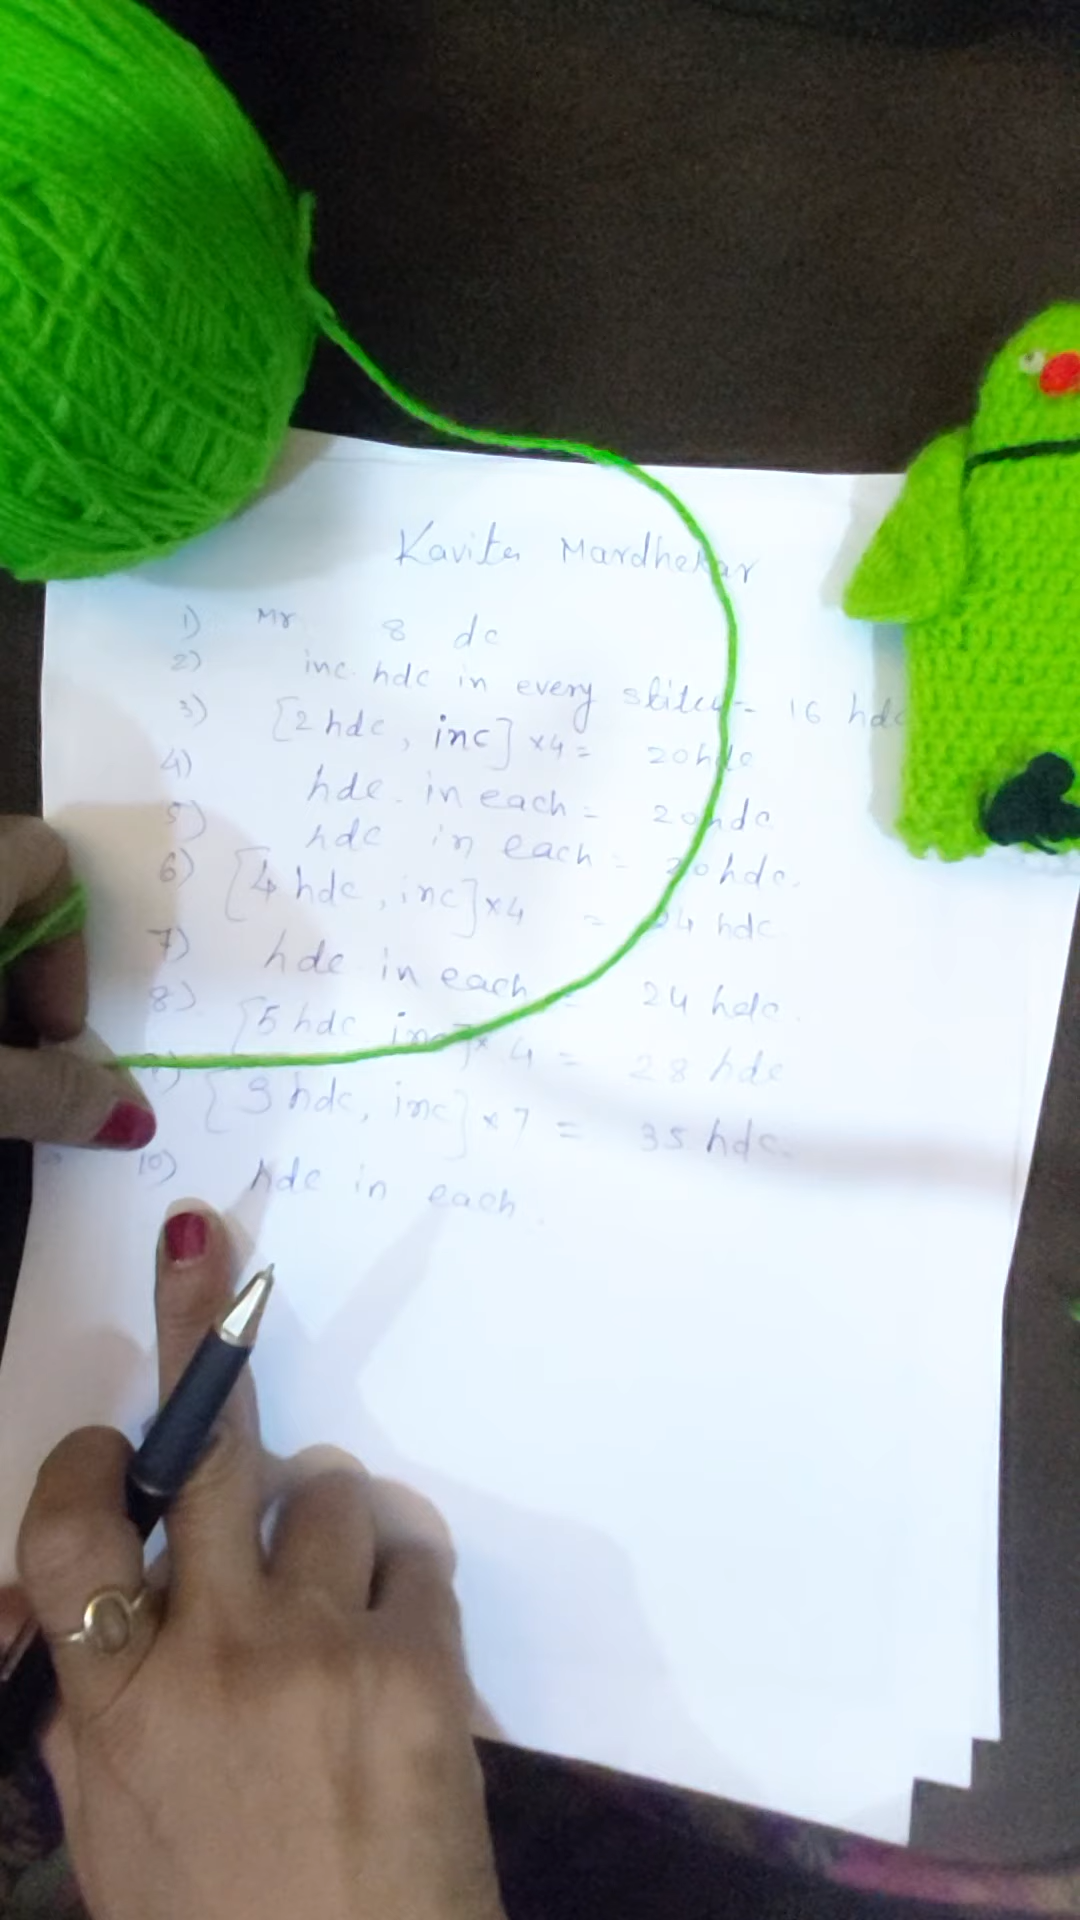 Kavita Mardhekar
1) Mr 8 dc
2) inc. hdc in every stitch = 16 hdc
3) [2 hdc, inc] x4 = 20 hdc
4) hdc. in each = 20 hdc
5) hdc in each = 20 hdc.
6) [4 hdc, inc] x4 = 24 hdc
7) hdc in each = 24 hdc.
8) [5 hdc inc] x 4 = 28 hdc
[3 hdc, inc] x 7 = 35 hdc.
10) hdc in each.